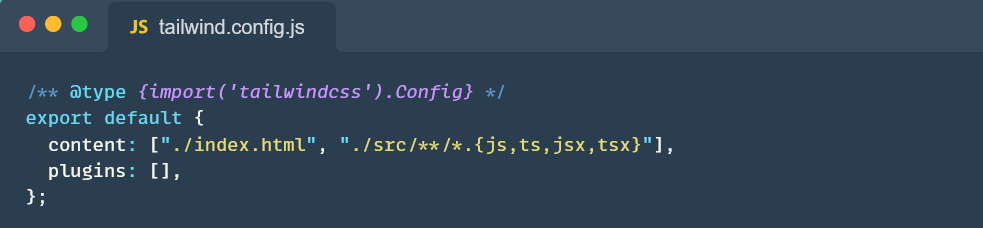 JS tailwind.config.js
/** @type {import('tailwindcss').Config} */
export default {
  content: ["./index.html", "./src/**/*.{js,ts,jsx,tsx}"],
  plugins: [],
};